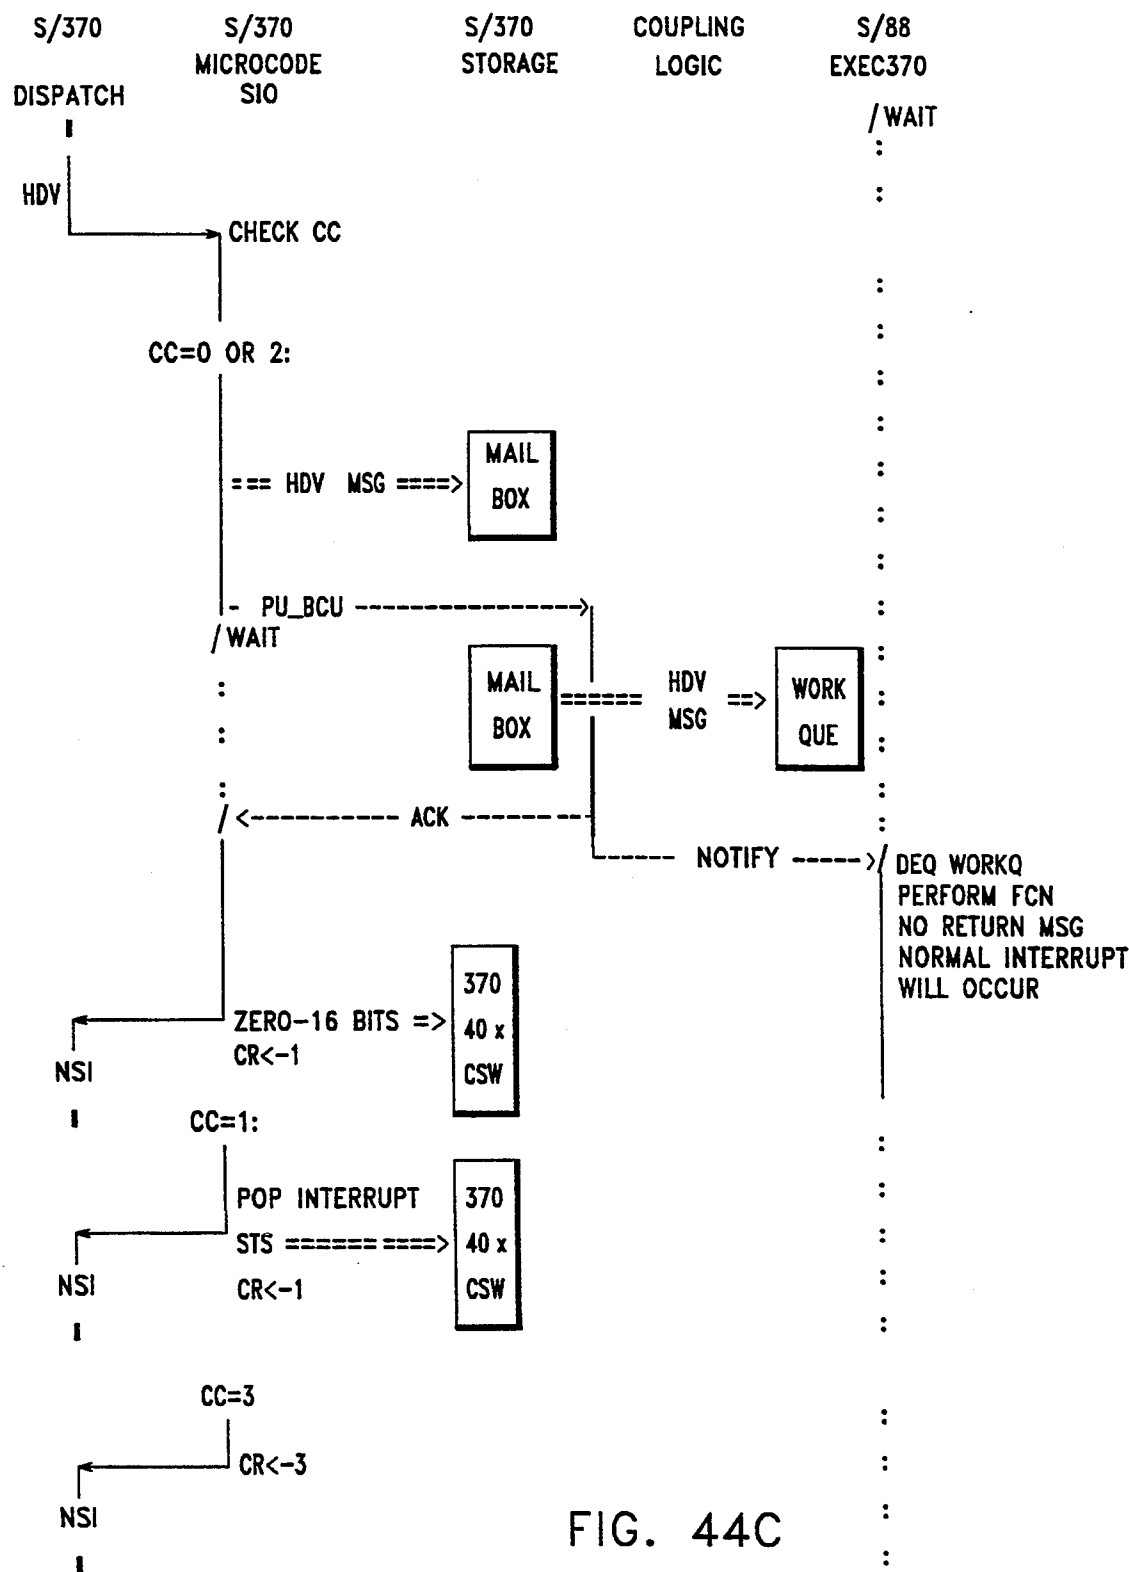 S/370 S/370 S/370 COUPLING S/88
MICROCODE STORAGE LOGIC EXEC370
DISPATCH SIO
/WAIT
HDV
CHECK CC
CC=0 OR 2:
MAIL
=== HDV MSG ====>
BOX
- PU_BCU ------------------>
/WAIT
MAIL ====== HDV ==> WORK
BOX MSG QUE
/ <---------- ACK --------
------ NOTIFY ----->/ DEQ WORKQ
PERFORM FCN
NO RETURN MSG
NORMAL INTERRUPT
WILL OCCUR
370
ZERO-16 BITS => 40 x
CR<-1
NSI CSW
CC=1:
POP INTERRUPT 370
STS ========== > 40 x
NSI CR<-1 CSW
CC=3
CR<-3
NSI
FIG. 44C